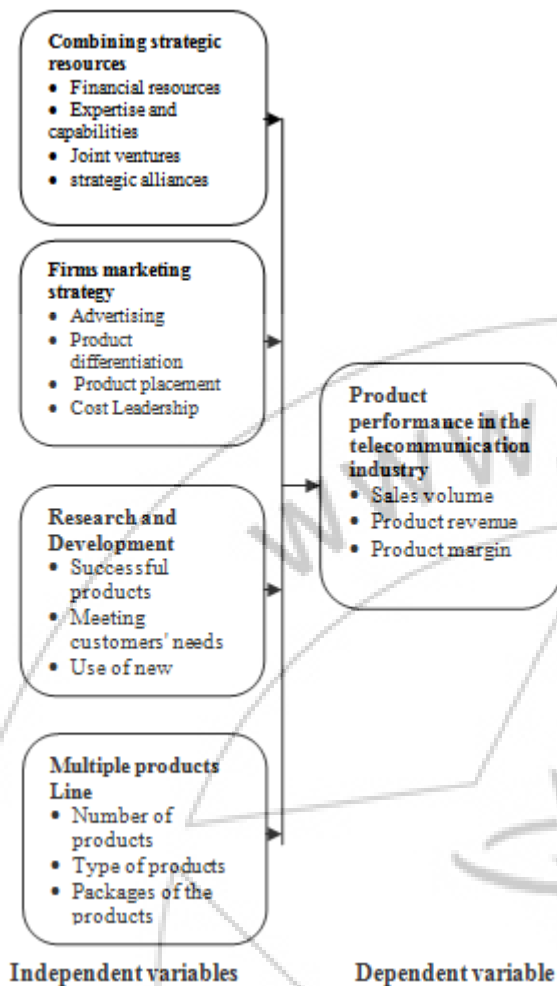 Combining strategic
resources
• Financial resources
• Expertise and
capabilities
• Joint ventures
• strategic alliances
Firms marketing
strategy
• Advertising
• Product
differentiation
• Product placement
• Cost Leadership
Research and
Development
• Successful
products
• Meeting
customers' needs
• Use of new
Multiple products
Line
• Number of
products
• Type of products
• Packages of the
products
Independent variables
Product
performance in the
telecommunication
industry
• Sales volume
• Product revenue
• Product margin
Dependent variable
www